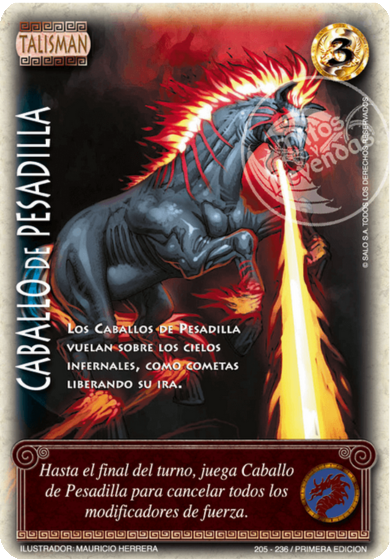 TALISMAN
3
CABALLO DE PESADILLA
Mitos y Leyendas
© SALO S.A. TODOS LOS DERECHOS RESERVADOS
LOS CABALLOS DE PESADILLA
VUELAN SOBRE LOS CIELOS
INFERNALES, COMO COMETAS
LIBERANDO SU IRA.
Hasta el final del turno, juega Caballo
de Pesadilla para cancelar todos los
modificadores de fuerza.
ILUSTRADOR: MAURICIO HERRERA
205 - 236 / PRIMERA EDICION